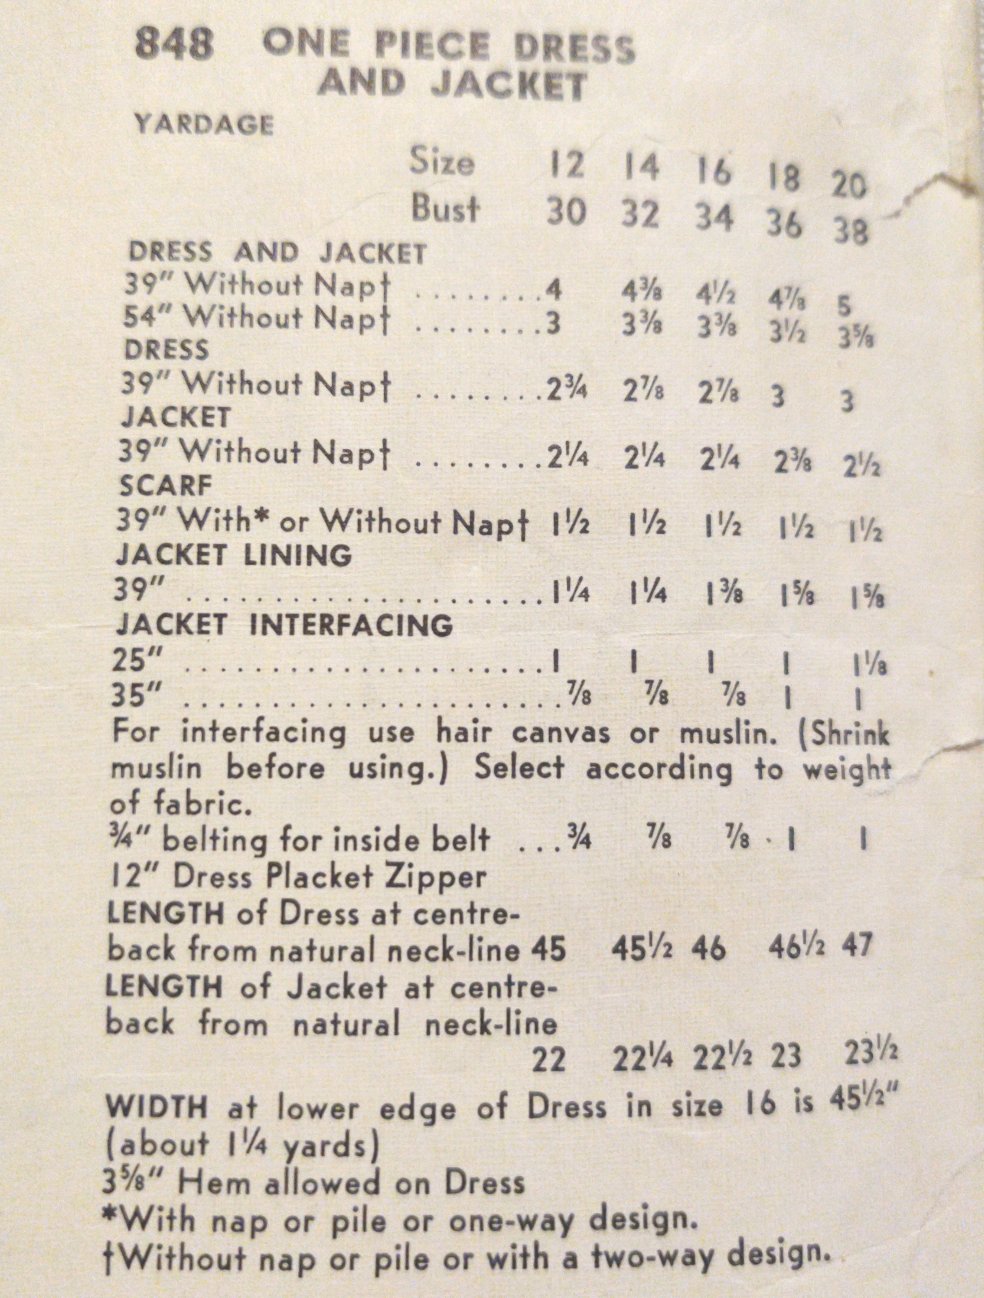 848 ONE PIECE DRESS
AND JACKET
YARDAGE
Size 12 14 16 18 20
Bust 30 32 34 36 38
DRESS AND JACKET
39" Without Nap† ........4 4⅜ 4½ 4⅞ 5
54" Without Nap† ........3 3⅜ 3⅜ 3½ 3⅝
DRESS
39" Without Nap† ........2¾ 2⅞ 2⅞ 3 3
JACKET
39" Without Nap† ........2¼ 2¼ 2¼ 2⅜ 2½
SCARF
39" With* or Without Nap† 1½ 1½ 1½ 1½ 1½
JACKET LINING
39" .....................1¼ 1¼ 1⅜ 1⅝ 1⅝
JACKET INTERFACING
25" .....................1 1 1 1 1⅛
35" ......................⅞ ⅞ ⅞ 1 1
For interfacing use hair canvas or muslin. (Shrink
muslin before using.) Select according to weight
of fabric.
¾" belting for inside belt ...¾ ⅞ ⅞ 1 1
12" Dress Placket Zipper
LENGTH of Dress at centre-
back from natural neck-line 45 45½ 46 46½ 47
LENGTH of Jacket at centre-
back from natural neck-line
22 22¼ 22½ 23 23½
WIDTH at lower edge of Dress in size 16 is 45½"
(about 1¼ yards)
3⅝" Hem allowed on Dress
*With nap or pile or one-way design.
†Without nap or pile or with a two-way design.